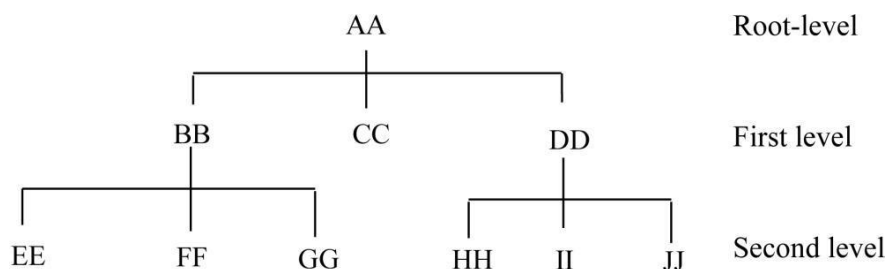 AA Root-level
BB CC DD First level
EE FF GG HH II JJ Second level